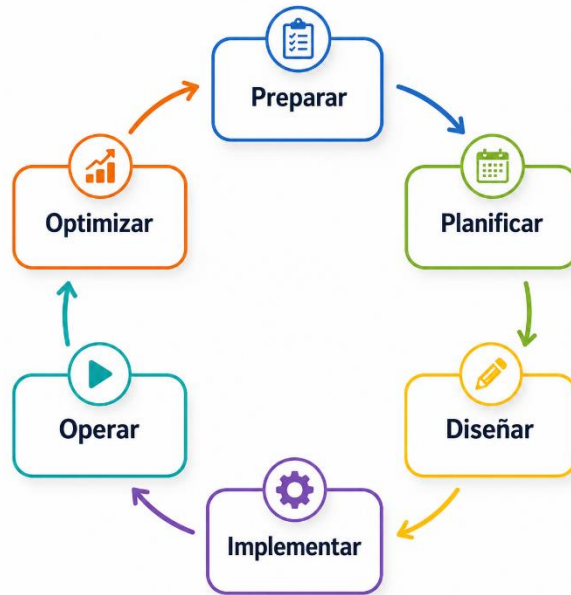 Preparar
Planificar
Diseñar
Implementar
Operar
Optimizar